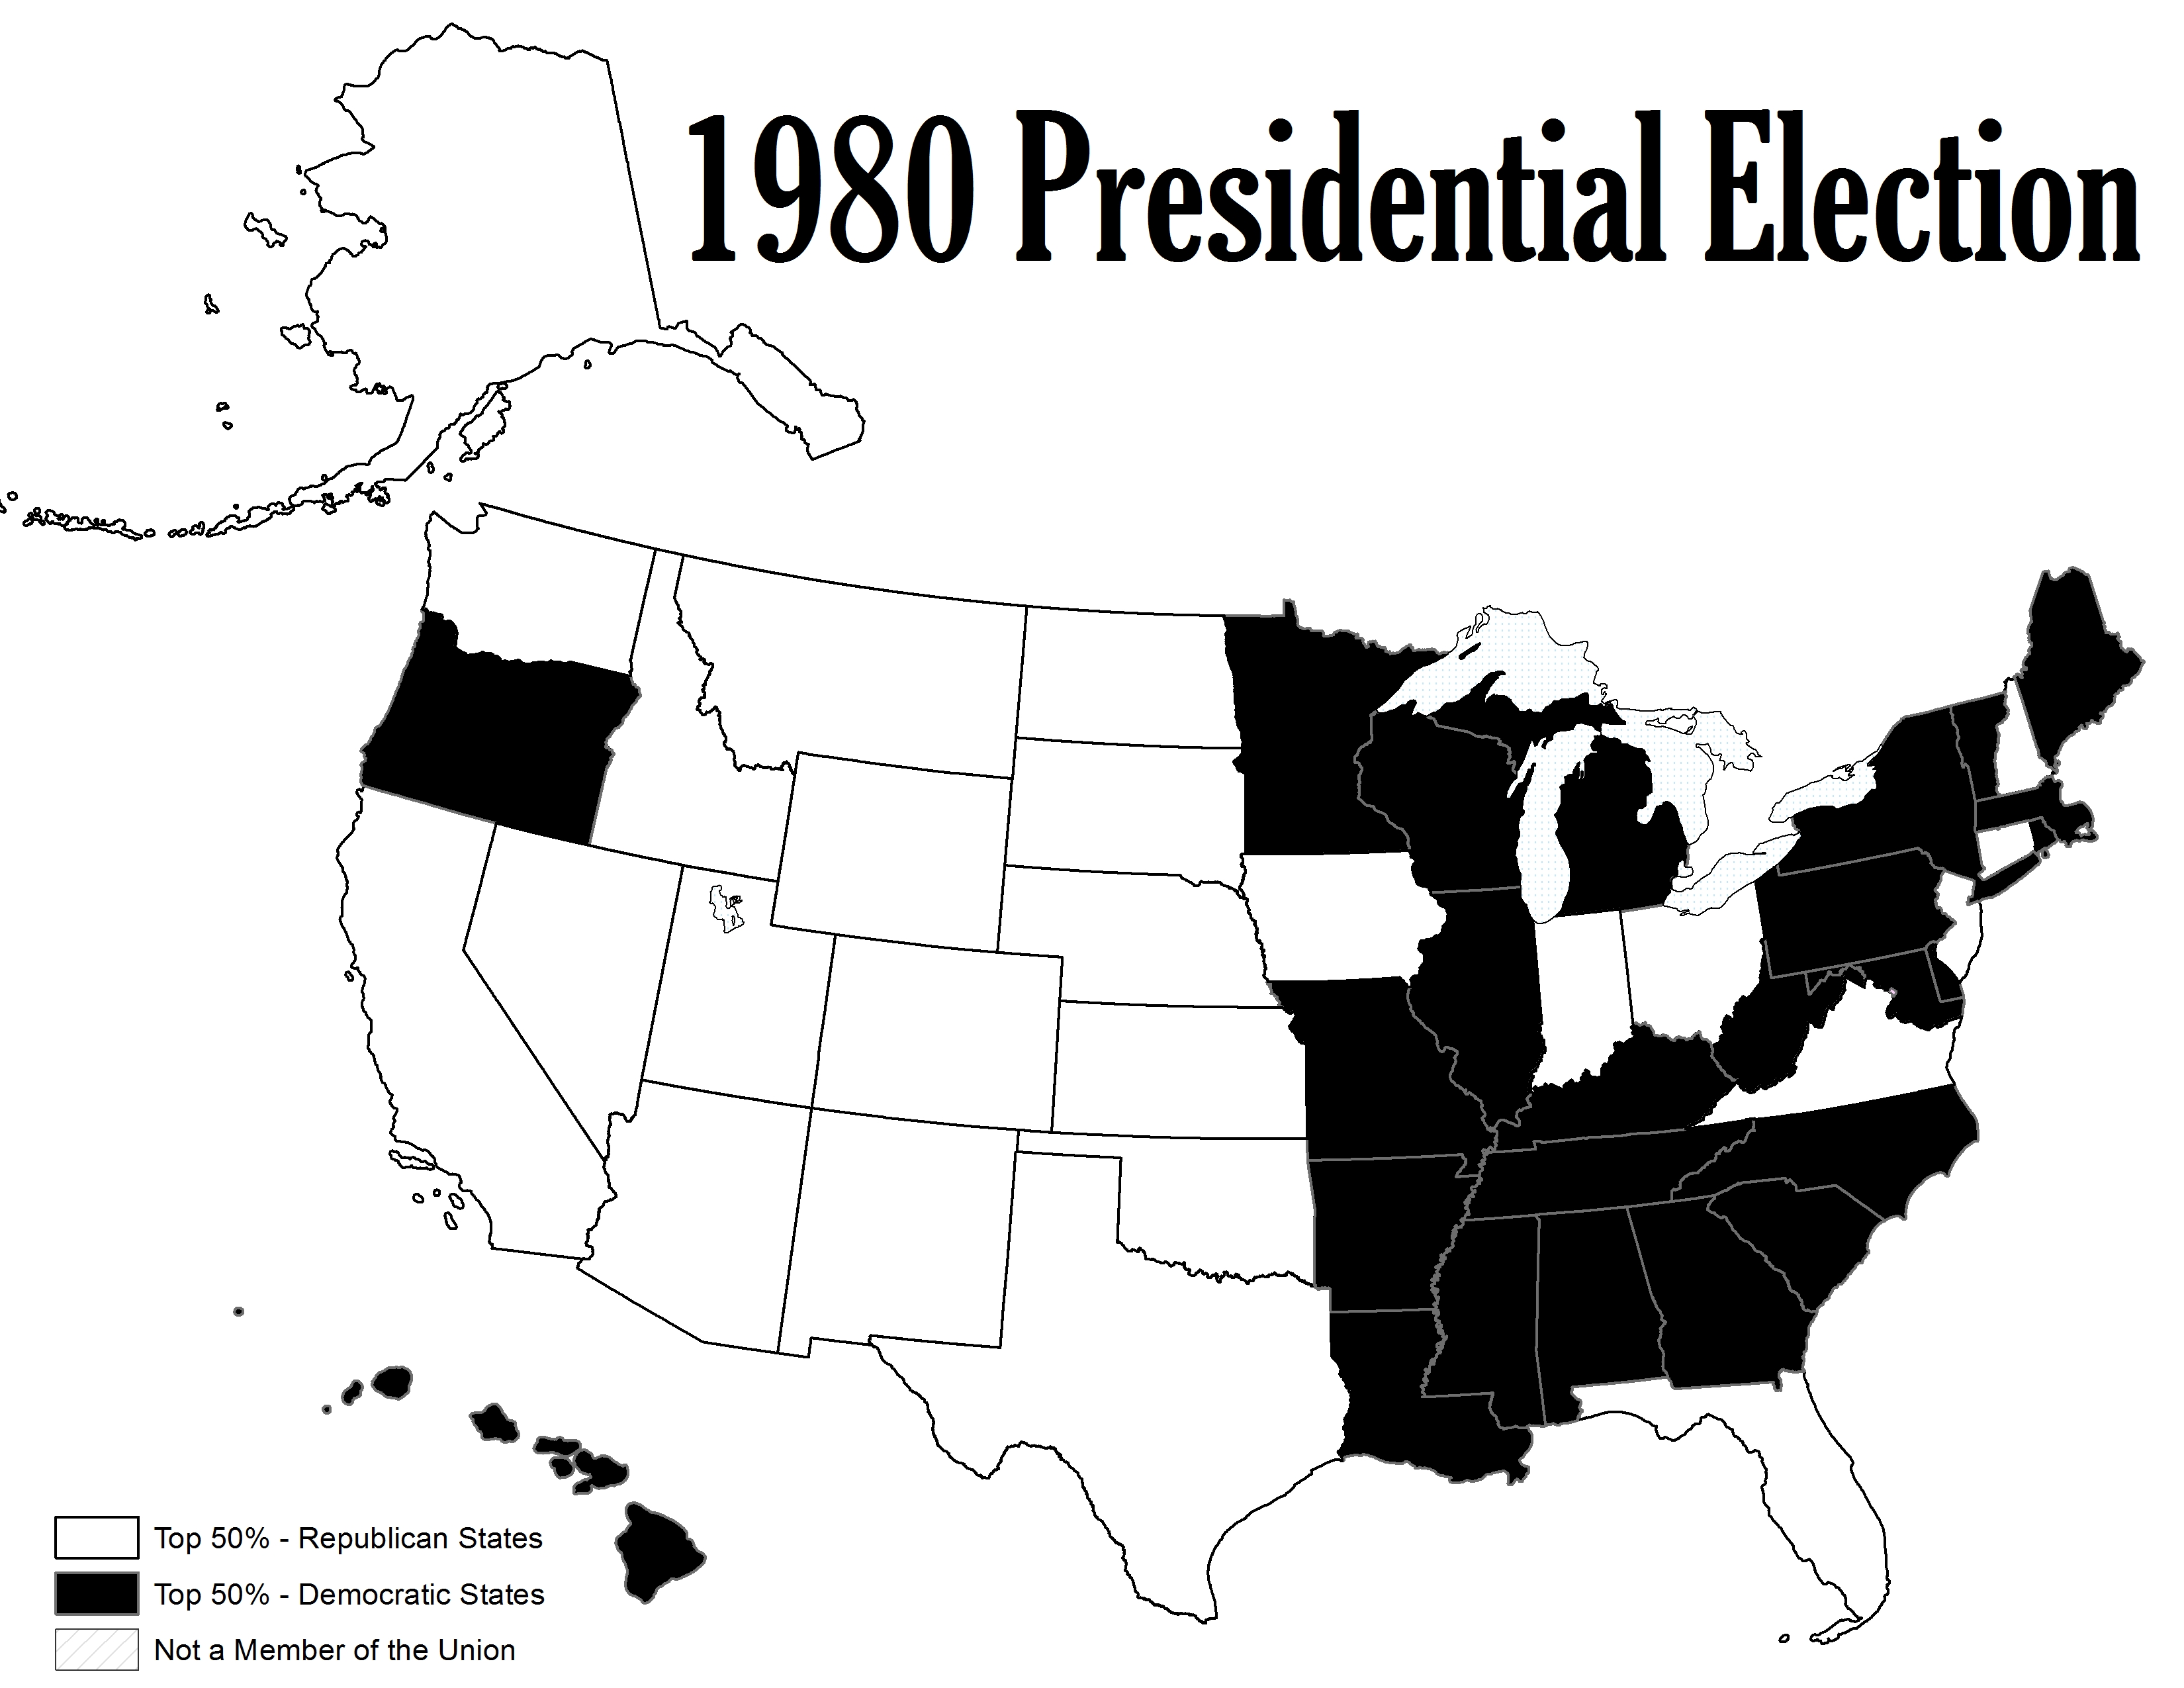 1980 Presidential Election
Top 50% - Republican States
Top 50% - Democratic States
Not a Member of the Union